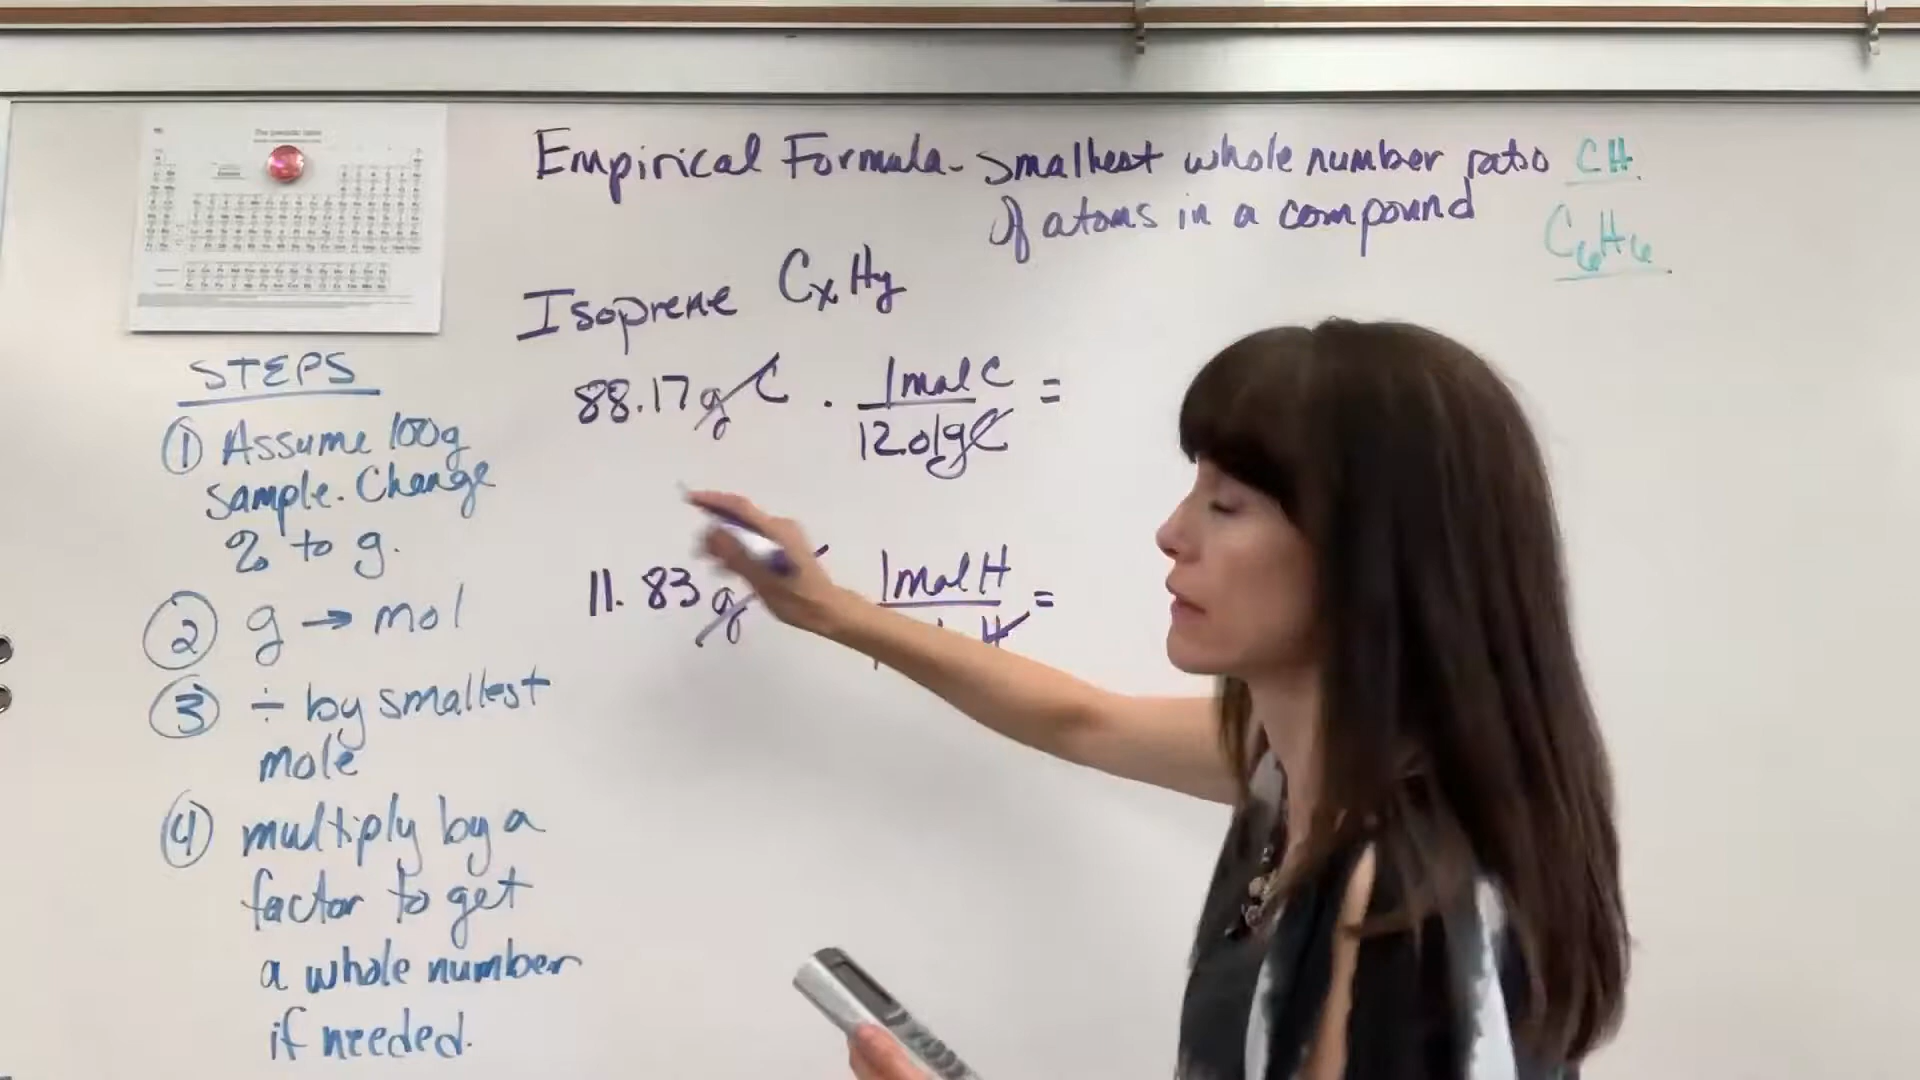 Empirical Formula - smallest whole number ratio CH
of atoms in a compound C₆H₆
Isoprene CxHy
88.17g C · 1 mol C =
12.01g C
11.83 g 1 mol H =
H
STEPS
① Assume 100g
sample. Change
% to g.
② g → mol
③ ÷ by smallest
mole
④ multiply by a
factor to get
a whole number
if needed.